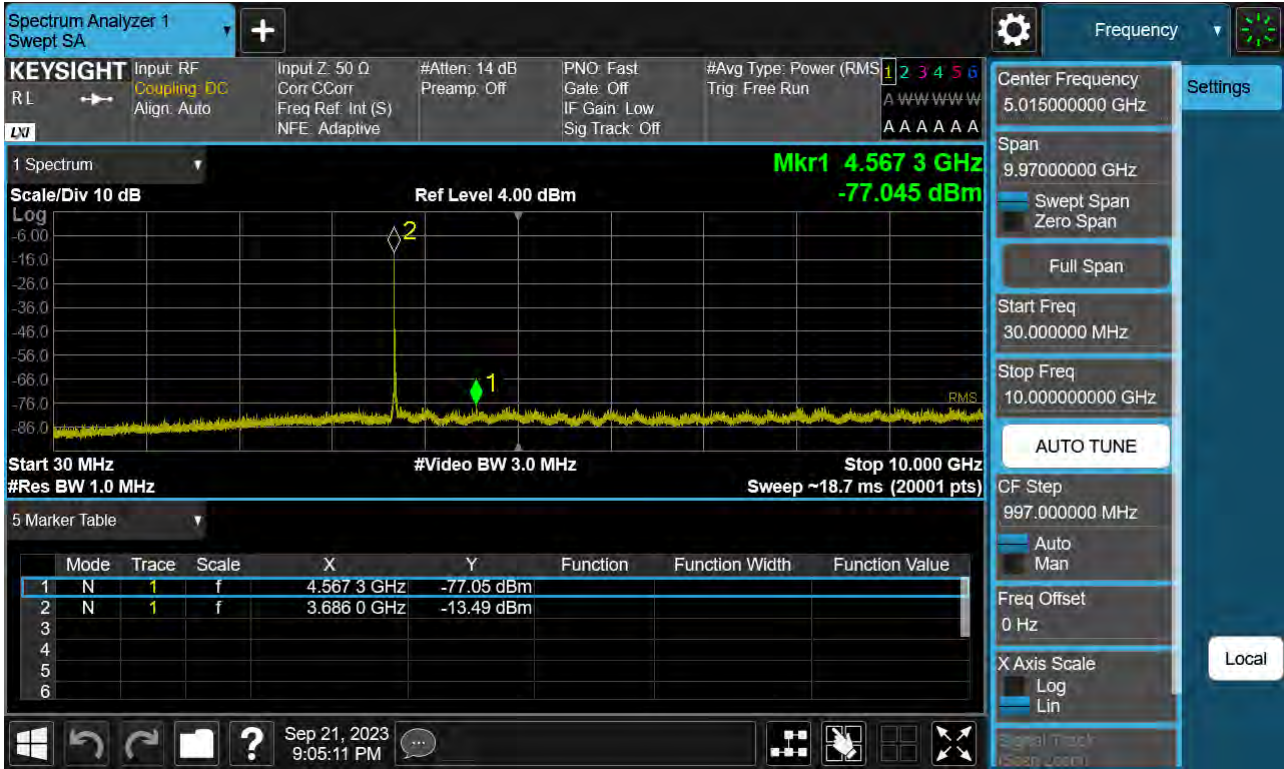 Spectrum Analyzer 1
Swept SA
+
Frequency
KEYSIGHT
RL
LXI
Input: RF
Coupling: DC
Align: Auto
Input Z: 50 Ω
Corr CCorr
Freq Ref: Int (S)
NFE: Adaptive
#Atten: 14 dB
Preamp: Off
PNO: Fast
Gate: Off
IF Gain: Low
Sig Track: Off
#Avg Type: Power (RMS
Trig: Free Run
1 2 3 4 5 6
A W W W W W
A A A A A A
1 Spectrum
Mkr1 4.567 3 GHz
-77.045 dBm
Scale/Div 10 dB
Ref Level 4.00 dBm
Log
-6.00
-16.0
-26.0
-36.0
-46.0
-56.0
-66.0
-76.0
-86.0
2
1
RMS
Start 30 MHz
#Video BW 3.0 MHz
Stop 10.000 GHz
#Res BW 1.0 MHz
Sweep ~18.7 ms (20001 pts)
5 Marker Table
Mode Trace Scale X Y Function Function Width Function Value
1 N 1 f 4.567 3 GHz -77.05 dBm
2 N 1 f 3.686 0 GHz -13.49 dBm
3
4
5
6
Center Frequency
5.015000000 GHz
Span
9.97000000 GHz
Swept Span
Zero Span
Full Span
Start Freq
30.000000 MHz
Stop Freq
10.000000000 GHz
AUTO TUNE
CF Step
997.000000 MHz
Auto
Man
Freq Offset
0 Hz
X Axis Scale
Log
Lin
Signal Track
(Span Zoom)
Settings
Local
?
Sep 21, 2023
9:05:11 PM